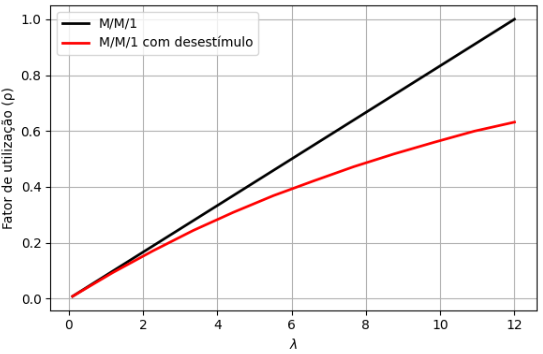 M/M/1
M/M/1 com desestímulo
Fator de utilização (ρ)
1.0
0.8
0.6
0.4
0.2
0.0
0 2 4 6 8 10 12
λ